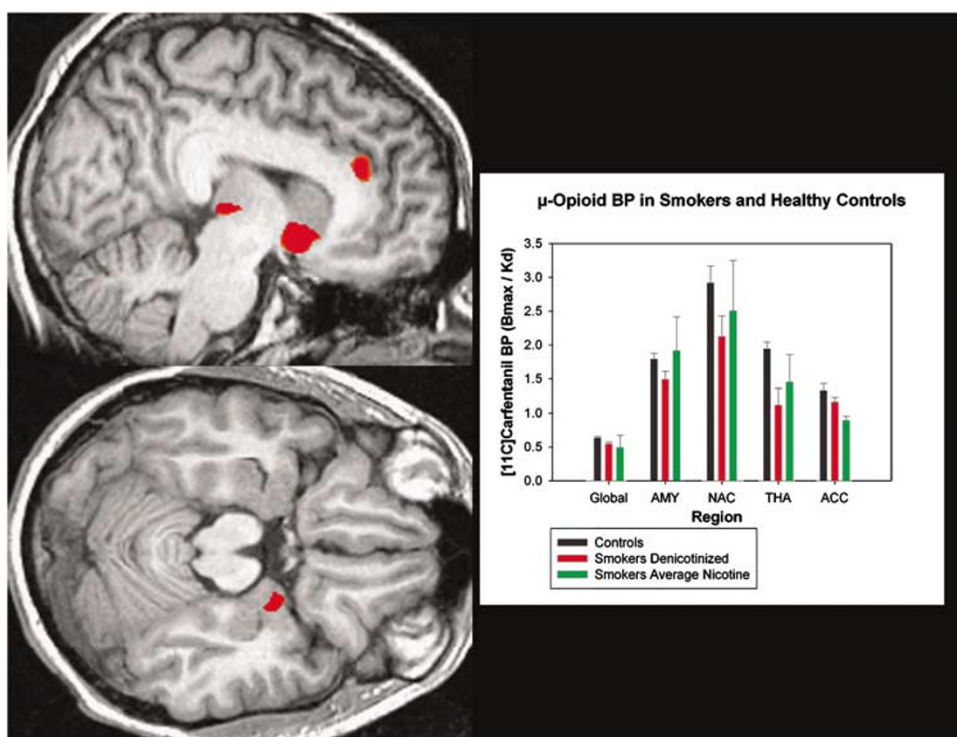 µ-Opioid BP in Smokers and Healthy Controls
[11C]Carfentanil BP (Bmax / Kd)
3.5
3.0
2.5
2.0
1.5
1.0
0.5
0.0
Global AMY NAC THA ACC
Region
Controls
Smokers Denicotinized
Smokers Average Nicotine